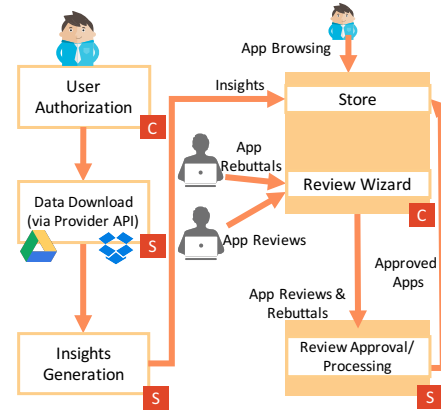 App Browsing
User
Authorization
C
Insights
Store
App
Rebuttals
Review Wizard
C
Data Download
(via Provider API)
S
App Reviews
Approved
Apps
App Reviews &
Rebuttals
Insights
Generation
S
Review Approval/
Processing
S